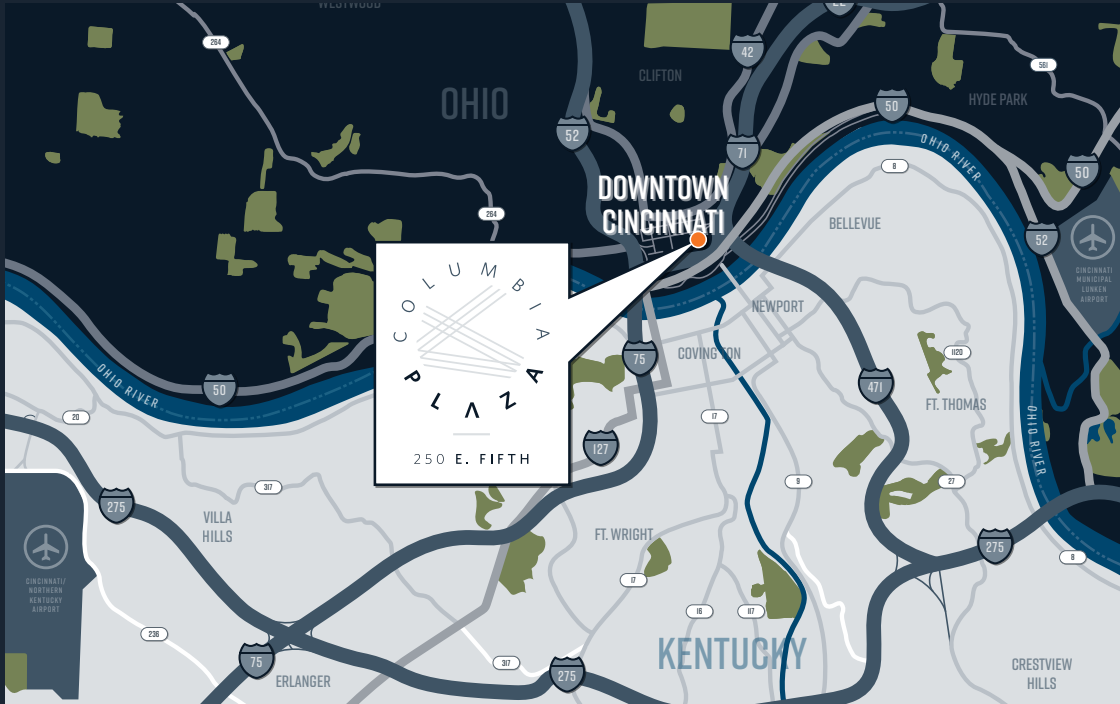 WESTWOOD
22
264
42
CLIFTON
561
OHIO
HYDE PARK
50
52
71
OHIO RIVER
8
50
DOWNTOWN
CINCINNATI
264
BELLEVUE
52
CINCINNATI
MUNICIPAL
LUNKEN
AIRPORT
COLUMBIA
PLAZA
250 E. FIFTH
NEWPORT
COVINGTON
75
1120
OHIO RIVER
50
471
FT. THOMAS
20
17
OHIO RIVER
127
317
9
27
275
VILLA
HILLS
FT. WRIGHT
275
8
CINCINNATI/
NORTHERN
KENTUCKY
AIRPORT
17
16
117
236
KENTUCKY
75
317
275
ERLANGER
CRESTVIEW
HILLS